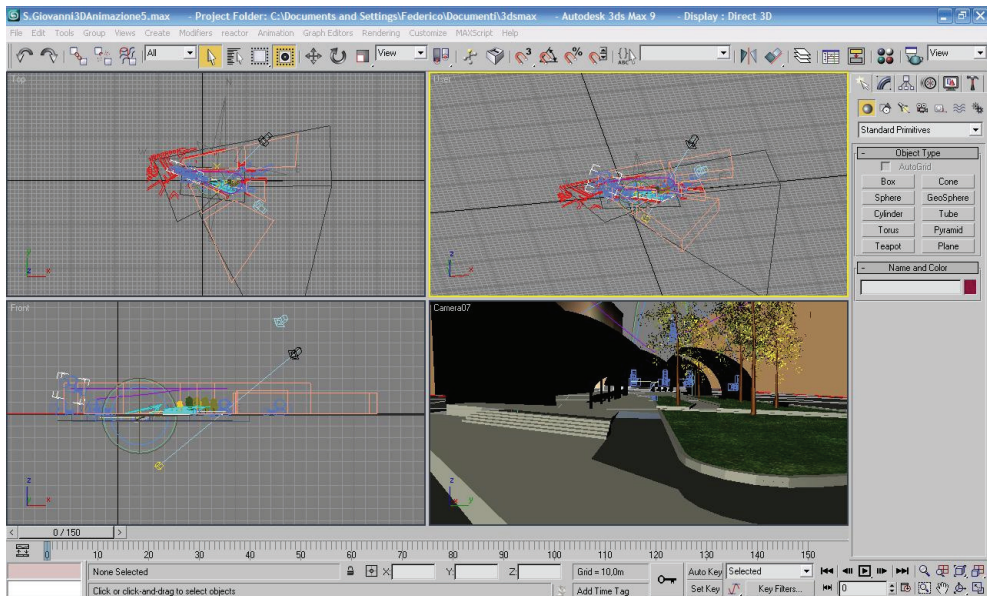 S.Giovanni3DAnimazione5.max - Project Folder: C:\Documents and Settings\Federico\Documenti\3dsmax - Autodesk 3ds Max 9 - Display : Direct 3D
File Edit Tools Group Views Create Modifiers reactor Animation Graph Editors Rendering Customize MAXScript Help
All View View
Top
User
Standard Primitives
Object Type
AutoGrid
Box Cone
Sphere GeoSphere
Cylinder Tube
Torus Pyramid
Teapot Plane
Name and Color
Front
Camera07
0 / 150
0 10 20 30 40 50 60 70 80 90 100 110 120 130 140 150
None Selected X: Y: Z: Grid = 10,0m Auto Key Selected
Click or click-and-drag to select objects Add Time Tag Set Key Key Filters... 0